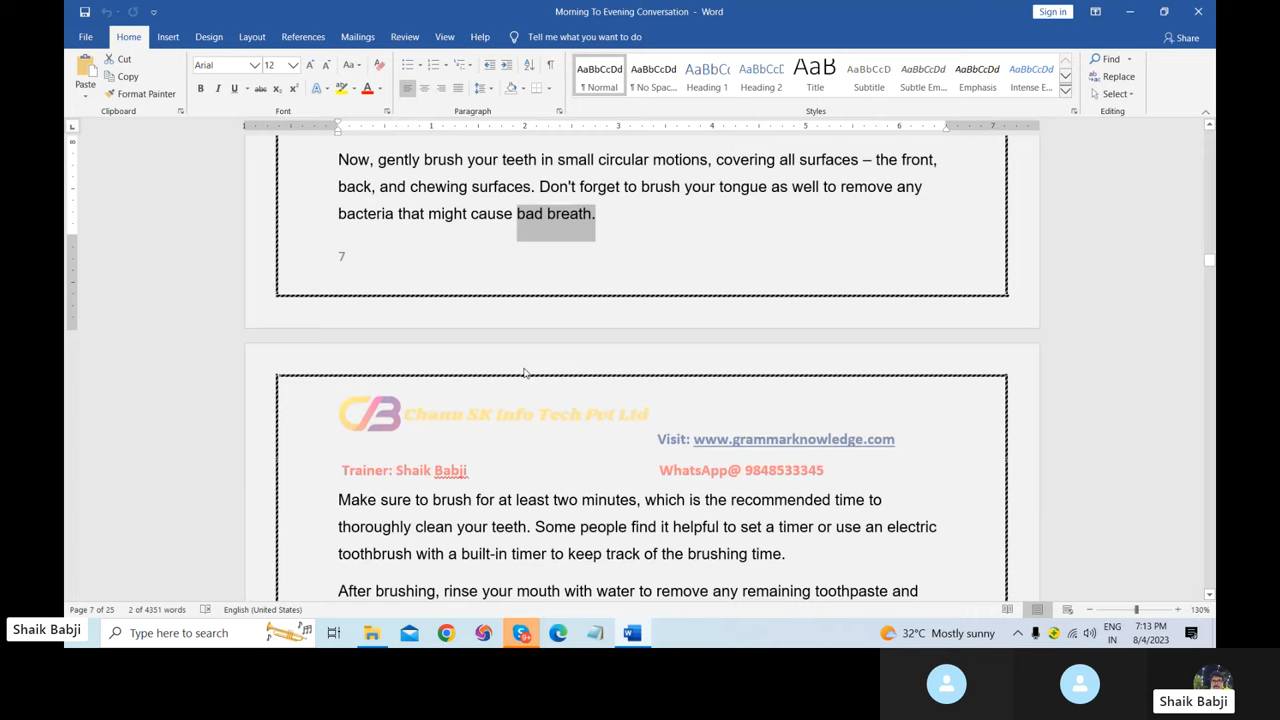 Morning To Evening Conversation - Word
Sign in
File Home Insert Design Layout References Mailings Review View Help Tell me what you want to do
Share
Paste
Cut
Copy
Format Painter
Clipboard
Arial 12
Font
Paragraph
AaBbCcDd AaBbCcDd AaBbCc AaBbCcC AaB AaBbCcD AaBbCcDd AaBbCcDd AaBbCcDd
¶ Normal ¶ No Spac... Heading 1 Heading 2 Title Subtitle Subtle Em... Emphasis Intense E...
Styles
Find
Replace
Select
Editing
1 1 2 3 4 5 6 7
Now, gently brush your teeth in small circular motions, covering all surfaces – the front,
back, and chewing surfaces. Don't forget to brush your tongue as well to remove any
bacteria that might cause bad breath.
7
CB Chanu SK Info Tech Pvt Ltd
Visit: www.grammarknowledge.com
Trainer: Shaik Babji WhatsApp@ 9848533345
Make sure to brush for at least two minutes, which is the recommended time to
thoroughly clean your teeth. Some people find it helpful to set a timer or use an electric
toothbrush with a built-in timer to keep track of the brushing time.
After brushing, rinse your mouth with water to remove any remaining toothpaste and
Page 7 of 25 2 of 4351 words English (United States) 130%
Shaik Babji
Type here to search
32°C Mostly sunny
ENG
IN
7:13 PM
8/4/2023
Shaik Babji